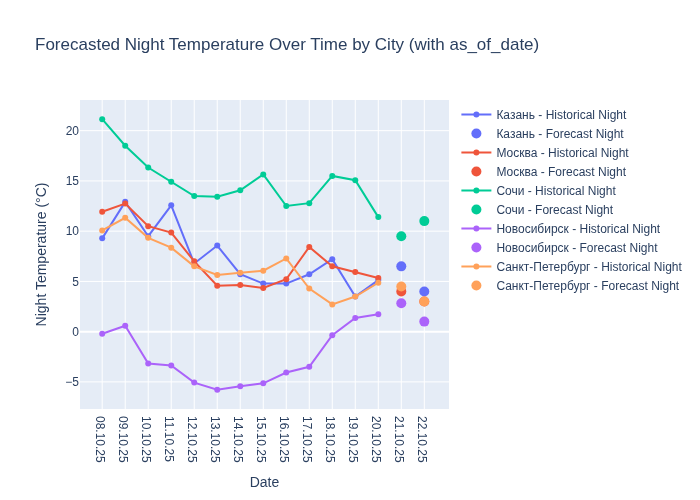 Forecasted Night Temperature Over Time by City (with as_of_date)
Night Temperature (°C)
20
15
10
5
0
−5
08.10.25
09.10.25
10.10.25
11.10.25
12.10.25
13.10.25
14.10.25
15.10.25
16.10.25
17.10.25
18.10.25
19.10.25
20.10.25
21.10.25
22.10.25
Date
Казань - Historical Night
Казань - Forecast Night
Москва - Historical Night
Москва - Forecast Night
Сочи - Historical Night
Сочи - Forecast Night
Новосибирск - Historical Night
Новосибирск - Forecast Night
Санкт-Петербург - Historical Night
Санкт-Петербург - Forecast Night